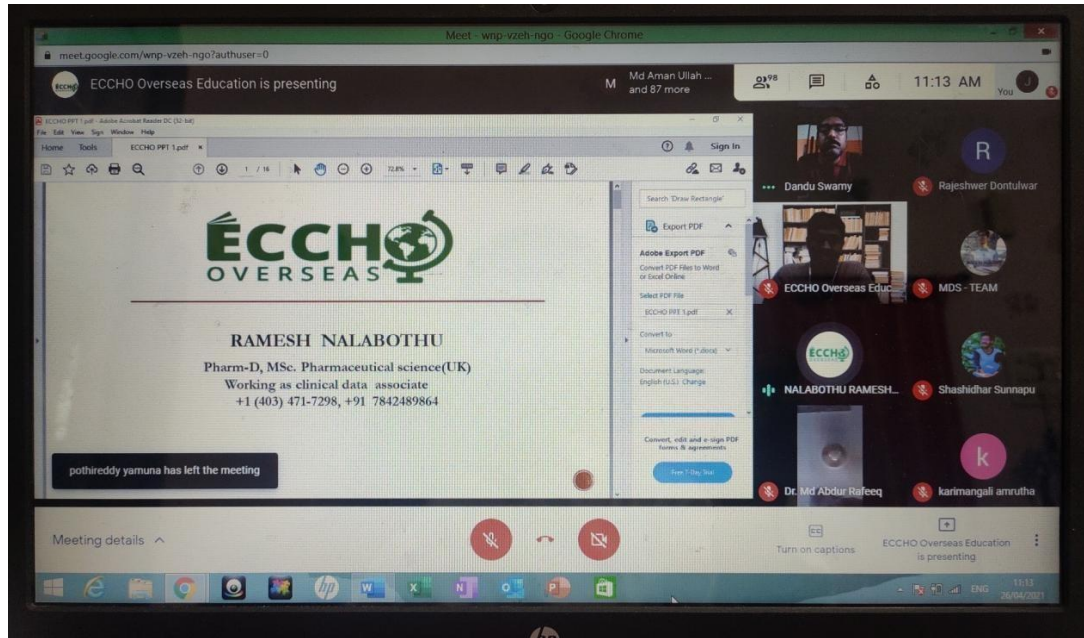 Meet - wnp-vzeh-ngo - Google Chrome
meet.google.com/wnp-vzeh-ngo?authuser=0
ECCHO
ECCHO Overseas Education is presenting
M
Md Aman Ullah ...
and 87 more
98
11:13 AM
You
J
ECCHO PPT 1.pdf - Adobe Acrobat Reader DC (32-bit)
File Edit View Sign Window Help
Home Tools ECCHO PPT 1.pdf ×
Sign In
1 / 16
72.8%
ÉCCHO
OVERSEAS
RAMESH NALABOTHU
Pharm-D, MSc. Pharmaceutical science(UK)
Working as clinical data associate
+1 (403) 471-7298, +91 7842489864
pothireddy yamuna has left the meeting
Search 'Draw Rectangle'
Export PDF
Adobe Export PDF
Convert PDF Files to Word
or Excel Online
Select PDF File
ECCHO PPT 1.pdf X
Convert to
Microsoft Word (*.docx)
Document Language:
English (U.S.) Change
Convert, edit and e-sign PDF
forms & agreements
Free 7-Day Trial
Dandu Swamy
R
Rajeshwer Dontulwar
ECCHO Overseas Educ...
MDS - TEAM
ÉCCHO
NALABOTHU RAMESH...
Shashidhar Sunnapu
Dr. Md Abdur Rafeeq
k
karimangali amrutha
Meeting details
CC
Turn on captions
ECCHO Overseas Education
is presenting
hp
W
X
N
O
P
ENG
11:13
26/04/2021
hp